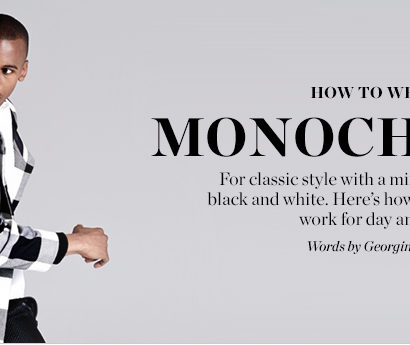 HOW TO WE
MONOCH
For classic style with a mi
black and white. Here's how
work for day an
Words by Georgin